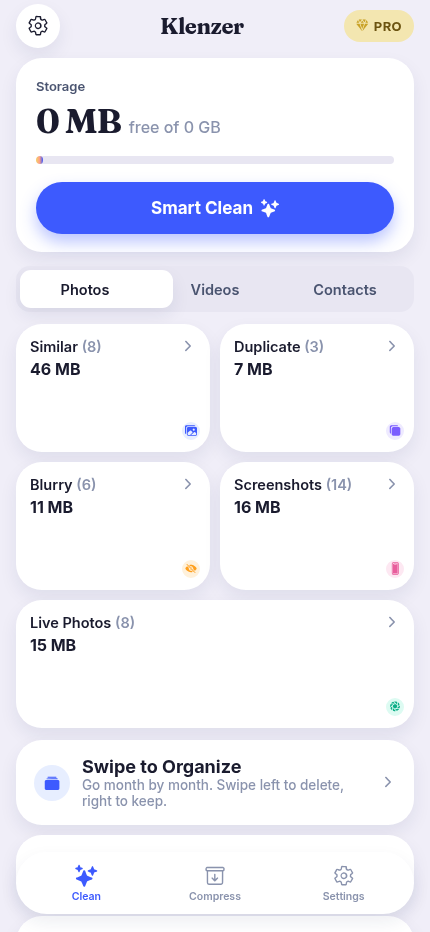 Klenzer
PRO
Storage
0 MB free of 0 GB
Smart Clean
Photos
Videos
Contacts
Similar (8)
46 MB
Duplicate (3)
7 MB
Blurry (6)
11 MB
Screenshots (14)
16 MB
Live Photos (8)
15 MB
Swipe to Organize
Go month by month. Swipe left to delete,
right to keep.
Clean
Compress
Settings